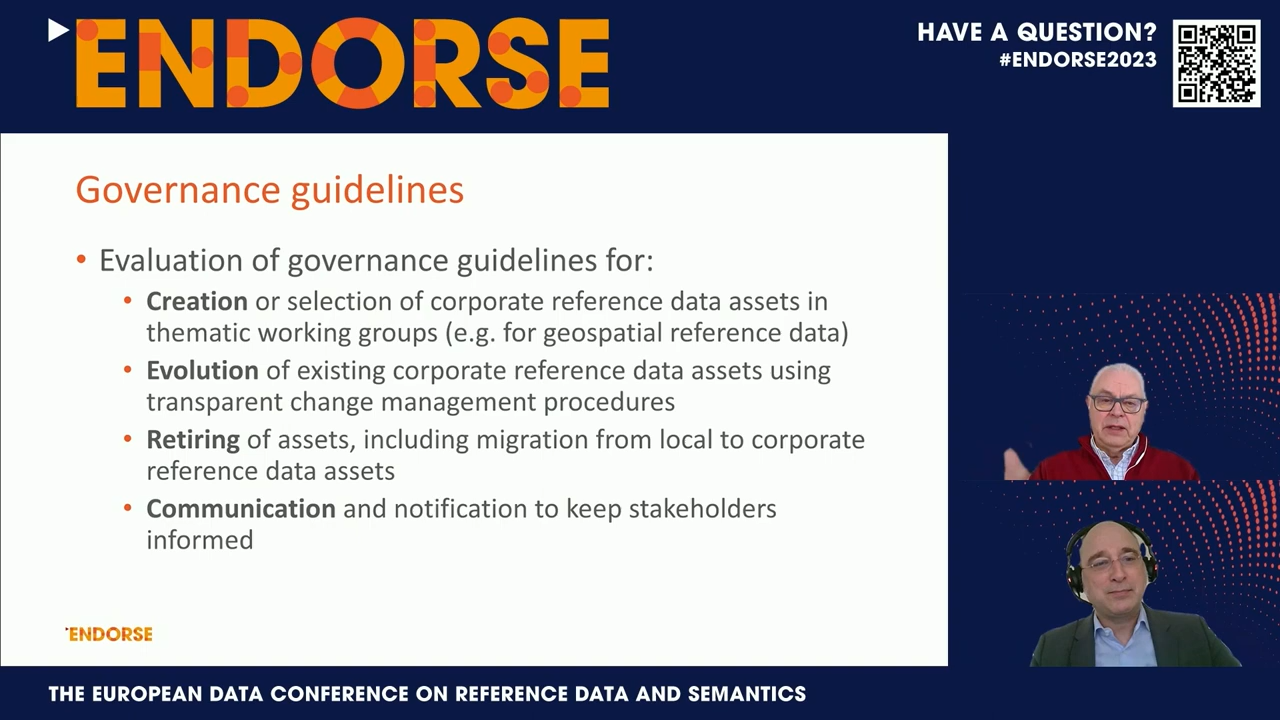 ENDORSE
HAVE A QUESTION?
#ENDORSE2023
Governance guidelines
• Evaluation of governance guidelines for:
• Creation or selection of corporate reference data assets in
thematic working groups (e.g. for geospatial reference data)
• Evolution of existing corporate reference data assets using
transparent change management procedures
• Retiring of assets, including migration from local to corporate
reference data assets
• Communication and notification to keep stakeholders
informed
ENDORSE
THE EUROPEAN DATA CONFERENCE ON REFERENCE DATA AND SEMANTICS